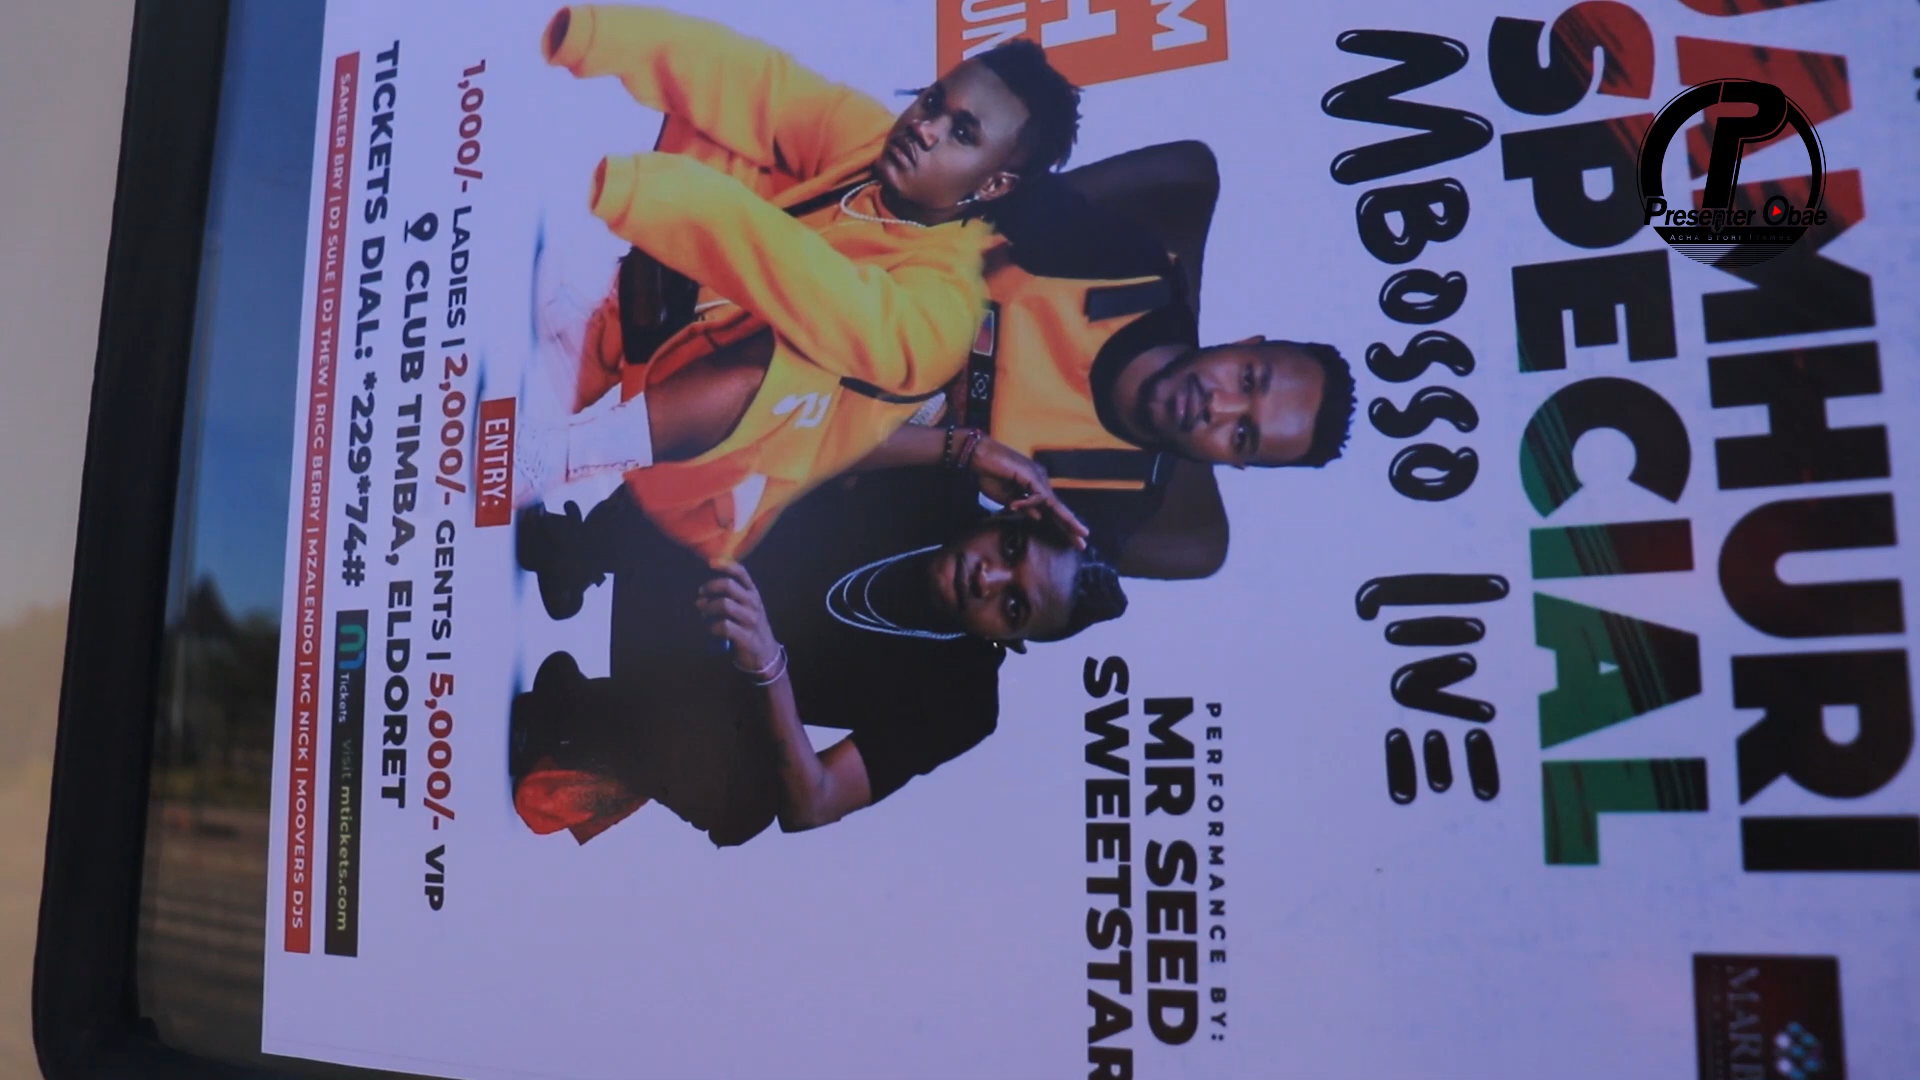 JAMHURI
SPECIAL
MBOSSO LIVE
PERFORMANCE BY:
MR SEED
SWEETSTAR
ENTRY:
1,000/- LADIES | 2,000/- GENTS | 5,000/- VIP
CLUB TIMBA, ELDORET
TICKETS DIAL: *229*74#
Tickets visit mtickets.com
SAMEER BRY | DJ SULE | DJ THEW | RICC BERRY | MZALENDO | MC NICK | MOOVERS DJS
Presenter Obae